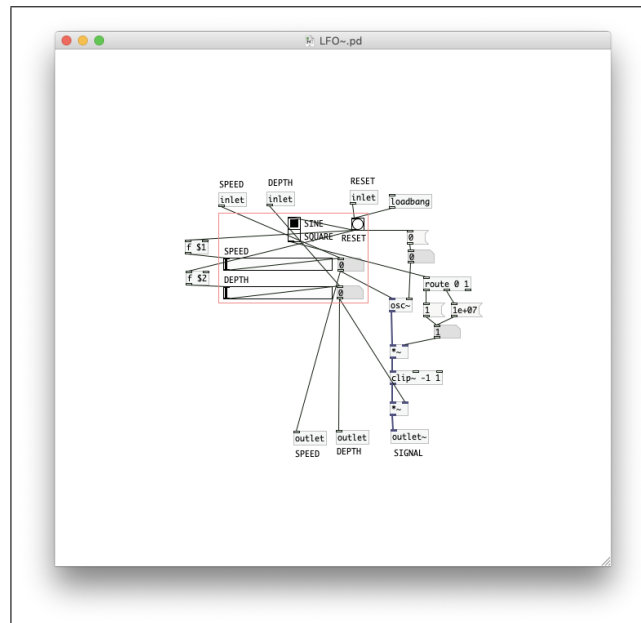 LFO~.pd
SPEED DEPTH RESET
inlet inlet inlet loadbang
SINE
SQUARE RESET 0
f $1 SPEED 0 0
f $2 DEPTH 0 route 0 1
osc~ 1 1e+07
1
*~
clip~ -1 1
*~
outlet outlet outlet~
SPEED DEPTH SIGNAL